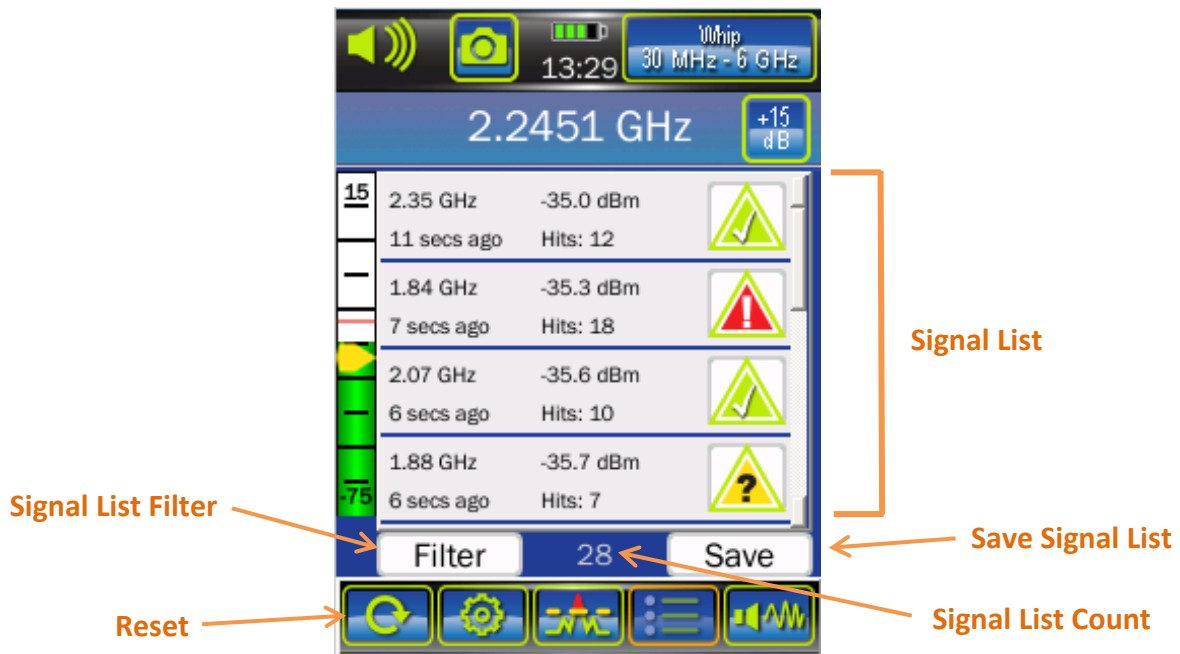 Whip
13:29 30 MHz - 6 GHz
2.2451 GHz
+15
dB
15
2.35 GHz -35.0 dBm
11 secs ago Hits: 12
1.84 GHz -35.3 dBm
7 secs ago Hits: 18
Signal List
2.07 GHz -35.6 dBm
6 secs ago Hits: 10
1.88 GHz -35.7 dBm
-75 6 secs ago Hits: 7
Signal List Filter
Filter 28 Save
Save Signal List
Reset
Signal List Count